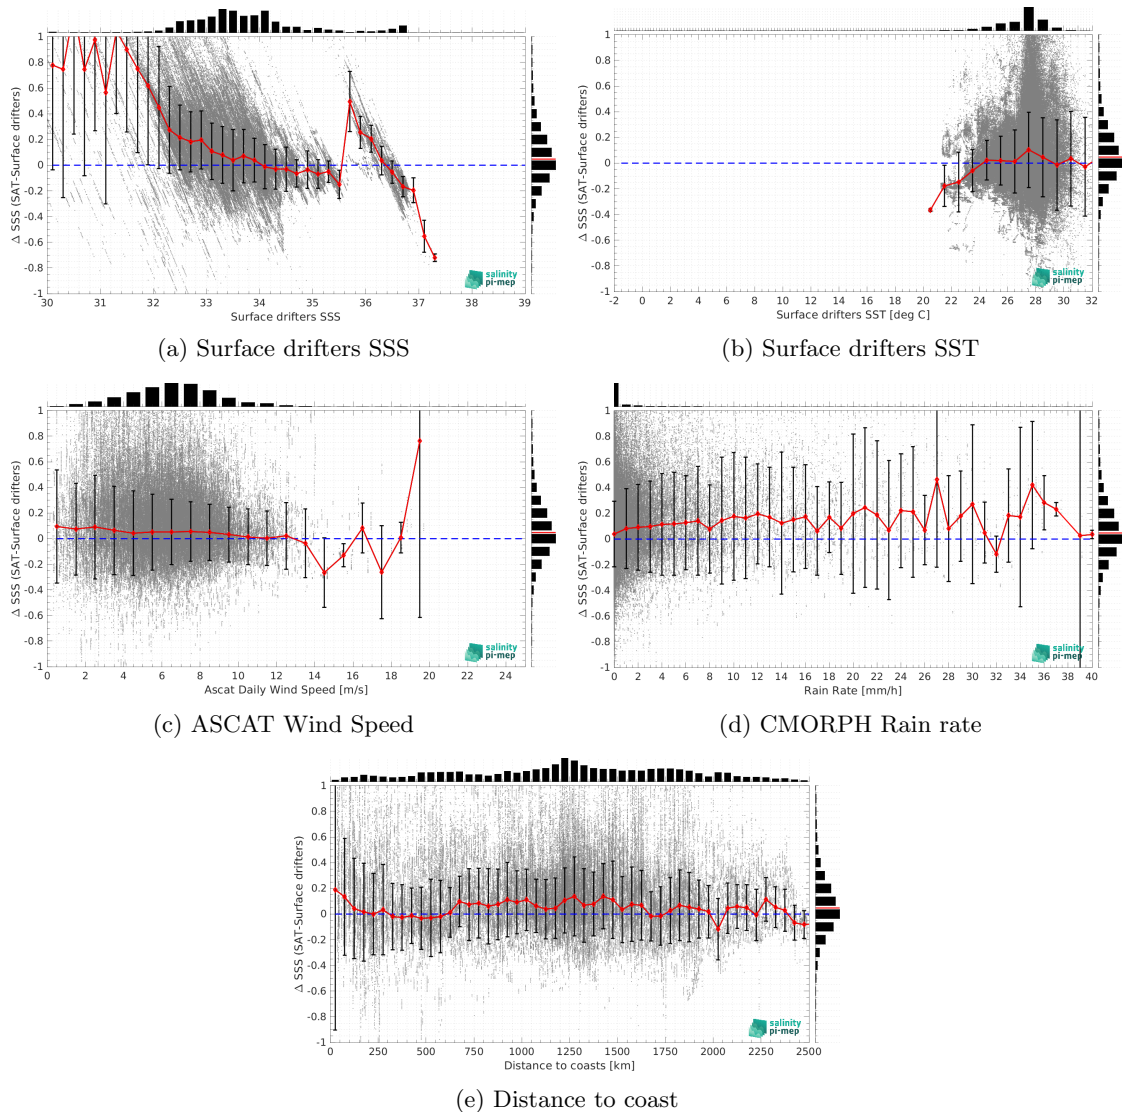 Δ SSS (SAT-Surface drifters)
1
0.8
0.6
0.4
0.2
0
-0.2
-0.4
-0.6
-0.8
-1
30 31 32 33 34 35 36 37 38 39
Surface drifters SSS
salinity
pi-mep
(a) Surface drifters SSS
Δ SSS (SAT-Surface drifters)
1
0.8
0.6
0.4
0.2
0
-0.2
-0.4
-0.6
-0.8
-1
-2 0 2 4 6 8 10 12 14 16 18 20 22 24 26 28 30 32
Surface drifters SST [deg C]
salinity
pi-mep
(b) Surface drifters SST
Δ SSS (SAT-Surface drifters)
1
0.8
0.6
0.4
0.2
0
-0.2
-0.4
-0.6
-0.8
-1
0 2 4 6 8 10 12 14 16 18 20 22 24
Ascat Daily Wind Speed [m/s]
salinity
pi-mep
(c) ASCAT Wind Speed
Δ SSS (SAT-Surface drifters)
1
0.8
0.6
0.4
0.2
0
-0.2
-0.4
-0.6
-0.8
-1
0 2 4 6 8 10 12 14 16 18 20 22 24 26 28 30 32 34 36 38 40
Rain Rate [mm/h]
salinity
pi-mep
(d) CMORPH Rain rate
Δ SSS (SAT-Surface drifters)
1
0.8
0.6
0.4
0.2
0
-0.2
-0.4
-0.6
-0.8
-1
0 250 500 750 1000 1250 1500 1750 2000 2250 2500
Distance to coasts [km]
salinity
pi-mep
(e) Distance to coast